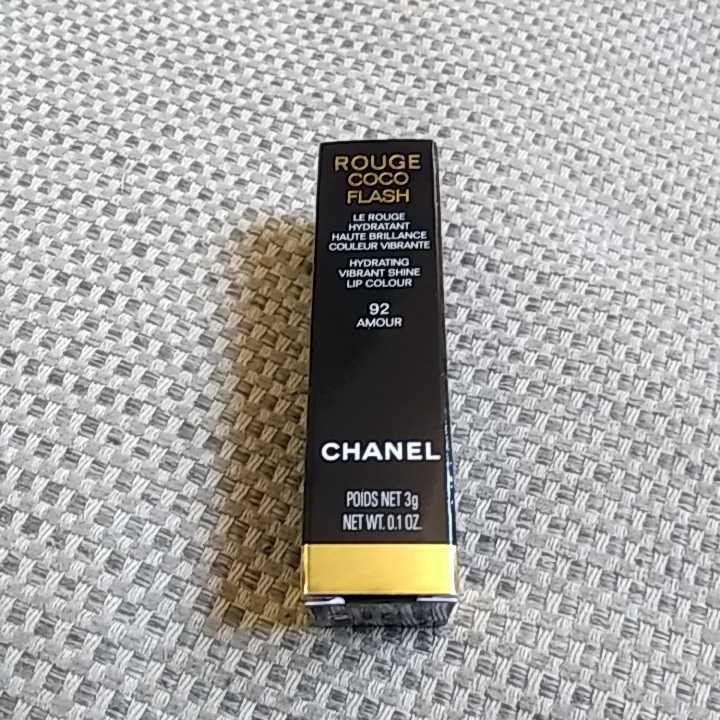 ROUGE
COCO
FLASH
LE ROUGE
HYDRATANT
HAUTE BRILLANCE
COULEUR VIBRANTE
HYDRATING
VIBRANT SHINE
LIP COLOUR
92
AMOUR
CHANEL
POIDS NET 3g
NET WT. 0.1 OZ.